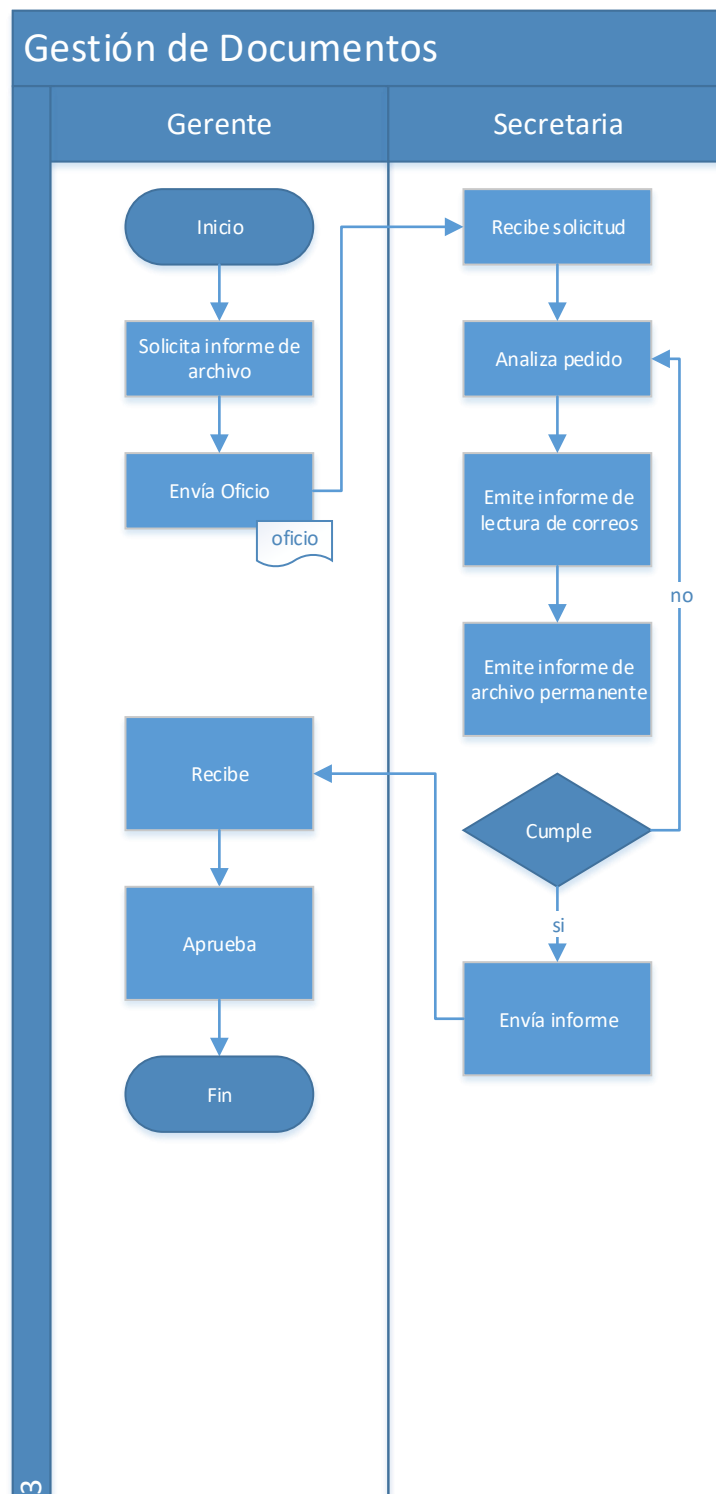 Gestión de Documentos
Gerente
Secretaria
Inicio
Solicita informe de
archivo
Envía Oficio
oficio
Recibe
Aprueba
Fin
Recibe solicitud
Analiza pedido
Emite informe de
lectura de correos
Emite informe de
archivo permanente
no
Cumple
si
Envía informe
3